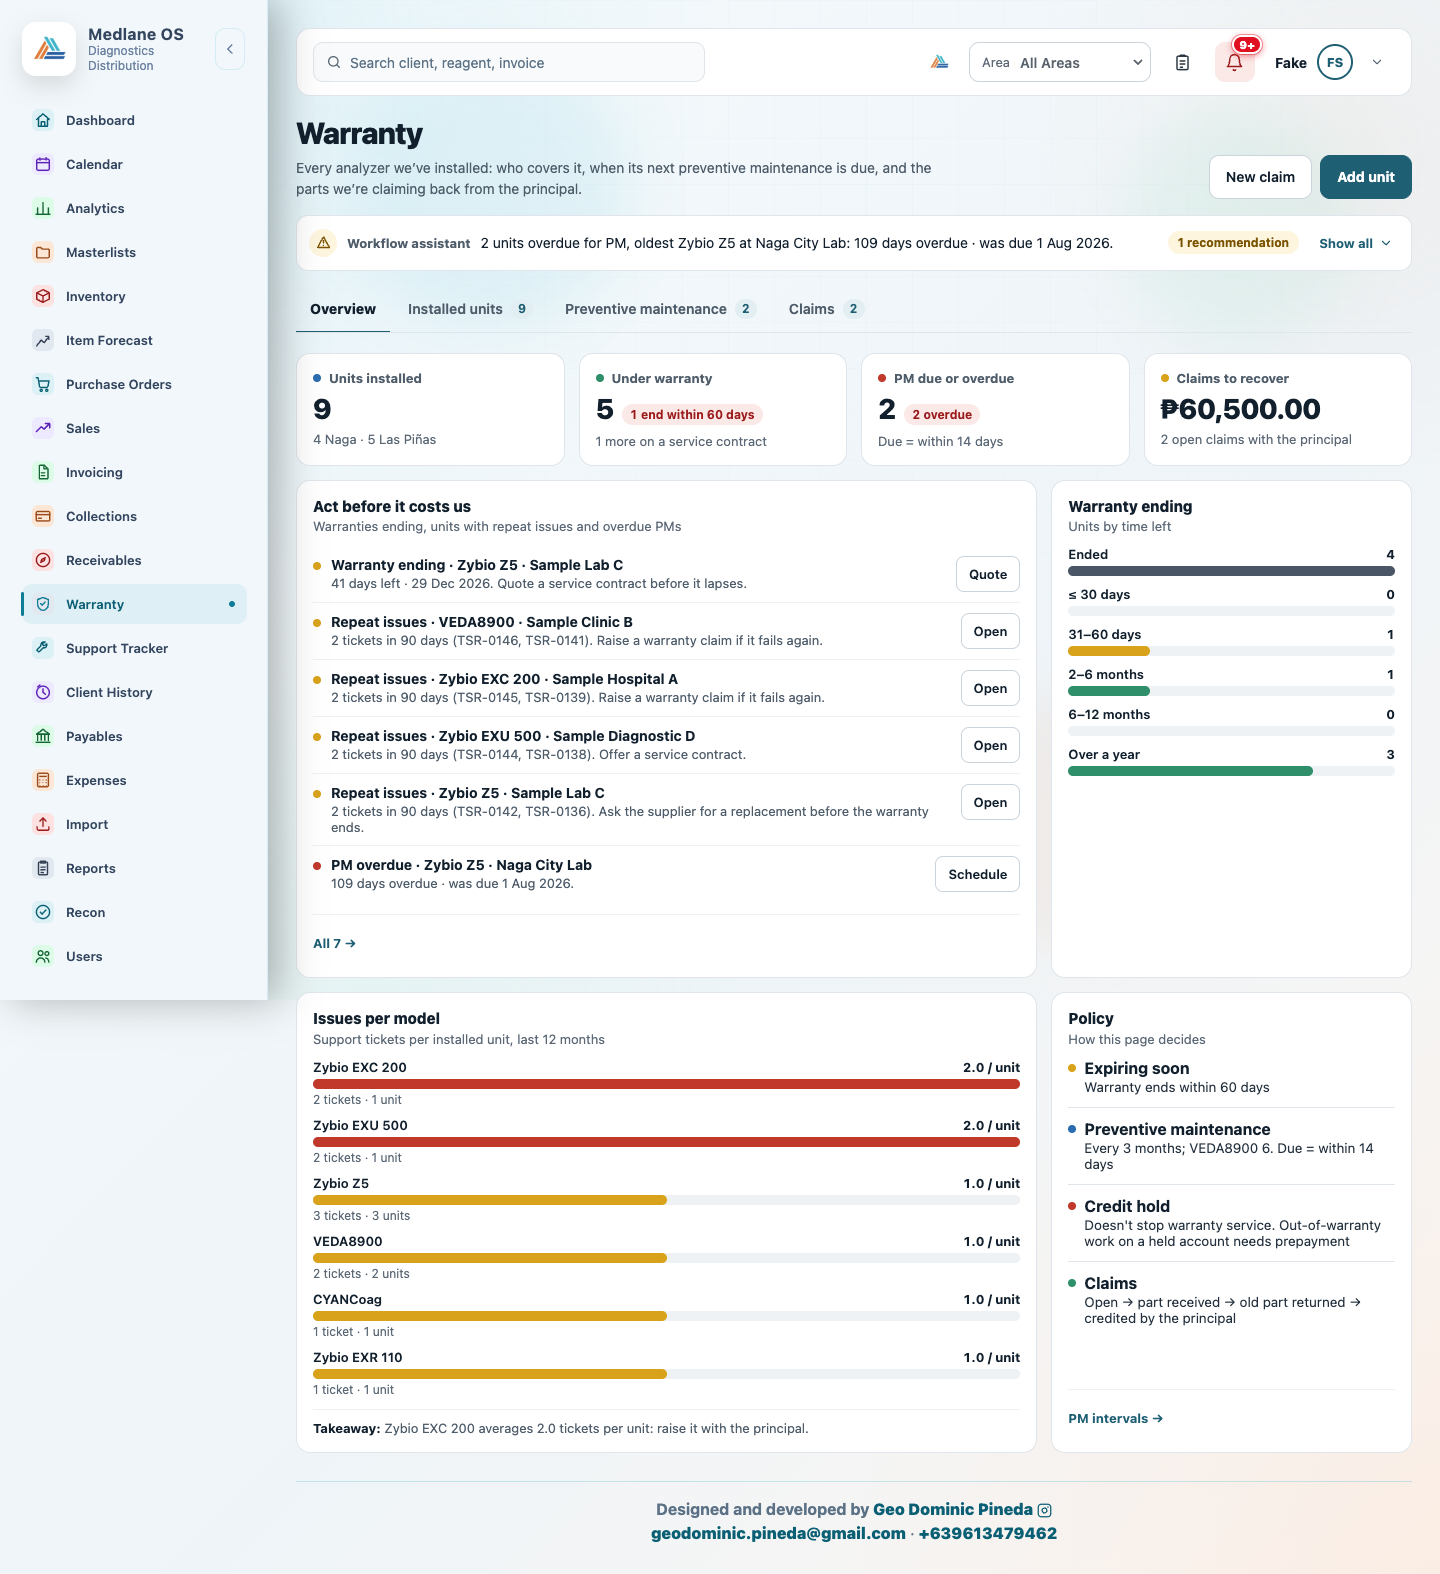 Medlane OS
Diagnostics
Distribution
Dashboard
Calendar
Analytics
Masterlists
Inventory
Item Forecast
Purchase Orders
Sales
Invoicing
Collections
Receivables
Warranty
Support Tracker
Client History
Payables
Expenses
Import
Reports
Recon
Users
Search client, reagent, invoice
Area All Areas
9+
Fake FS
Warranty
Every analyzer we’ve installed: who covers it, when its next preventive maintenance is due, and the
parts we’re claiming back from the principal.
New claim
Add unit
Workflow assistant 2 units overdue for PM, oldest Zybio Z5 at Naga City Lab: 109 days overdue · was due 1 Aug 2026.
1 recommendation
Show all
Overview
Installed units 9
Preventive maintenance 2
Claims 2
Units installed
9
4 Naga · 5 Las Piñas
Under warranty
5 1 end within 60 days
1 more on a service contract
PM due or overdue
2 2 overdue
Due = within 14 days
Claims to recover
₱60,500.00
2 open claims with the principal
Act before it costs us
Warranties ending, units with repeat issues and overdue PMs
Warranty ending · Zybio Z5 · Sample Lab C
41 days left · 29 Dec 2026. Quote a service contract before it lapses.
Quote
Repeat issues · VEDA8900 · Sample Clinic B
2 tickets in 90 days (TSR-0146, TSR-0141). Raise a warranty claim if it fails again.
Open
Repeat issues · Zybio EXC 200 · Sample Hospital A
2 tickets in 90 days (TSR-0145, TSR-0139). Raise a warranty claim if it fails again.
Open
Repeat issues · Zybio EXU 500 · Sample Diagnostic D
2 tickets in 90 days (TSR-0144, TSR-0138). Offer a service contract.
Open
Repeat issues · Zybio Z5 · Sample Lab C
2 tickets in 90 days (TSR-0142, TSR-0136). Ask the supplier for a replacement before the warranty
ends.
Open
PM overdue · Zybio Z5 · Naga City Lab
109 days overdue · was due 1 Aug 2026.
Schedule
All 7 →
Warranty ending
Units by time left
Ended 4
≤ 30 days 0
31–60 days 1
2–6 months 1
6–12 months 0
Over a year 3
Issues per model
Support tickets per installed unit, last 12 months
Zybio EXC 200 2.0 / unit
2 tickets · 1 unit
Zybio EXU 500 2.0 / unit
2 tickets · 1 unit
Zybio Z5 1.0 / unit
3 tickets · 3 units
VEDA8900 1.0 / unit
2 tickets · 2 units
CYANCoag 1.0 / unit
1 ticket · 1 unit
Zybio EXR 110 1.0 / unit
1 ticket · 1 unit
Takeaway: Zybio EXC 200 averages 2.0 tickets per unit: raise it with the principal.
Policy
How this page decides
Expiring soon
Warranty ends within 60 days
Preventive maintenance
Every 3 months; VEDA8900 6. Due = within 14
days
Credit hold
Doesn't stop warranty service. Out-of-warranty
work on a held account needs prepayment
Claims
Open → part received → old part returned →
credited by the principal
PM intervals →
Designed and developed by Geo Dominic Pineda
geodominic.pineda@gmail.com · +639613479462